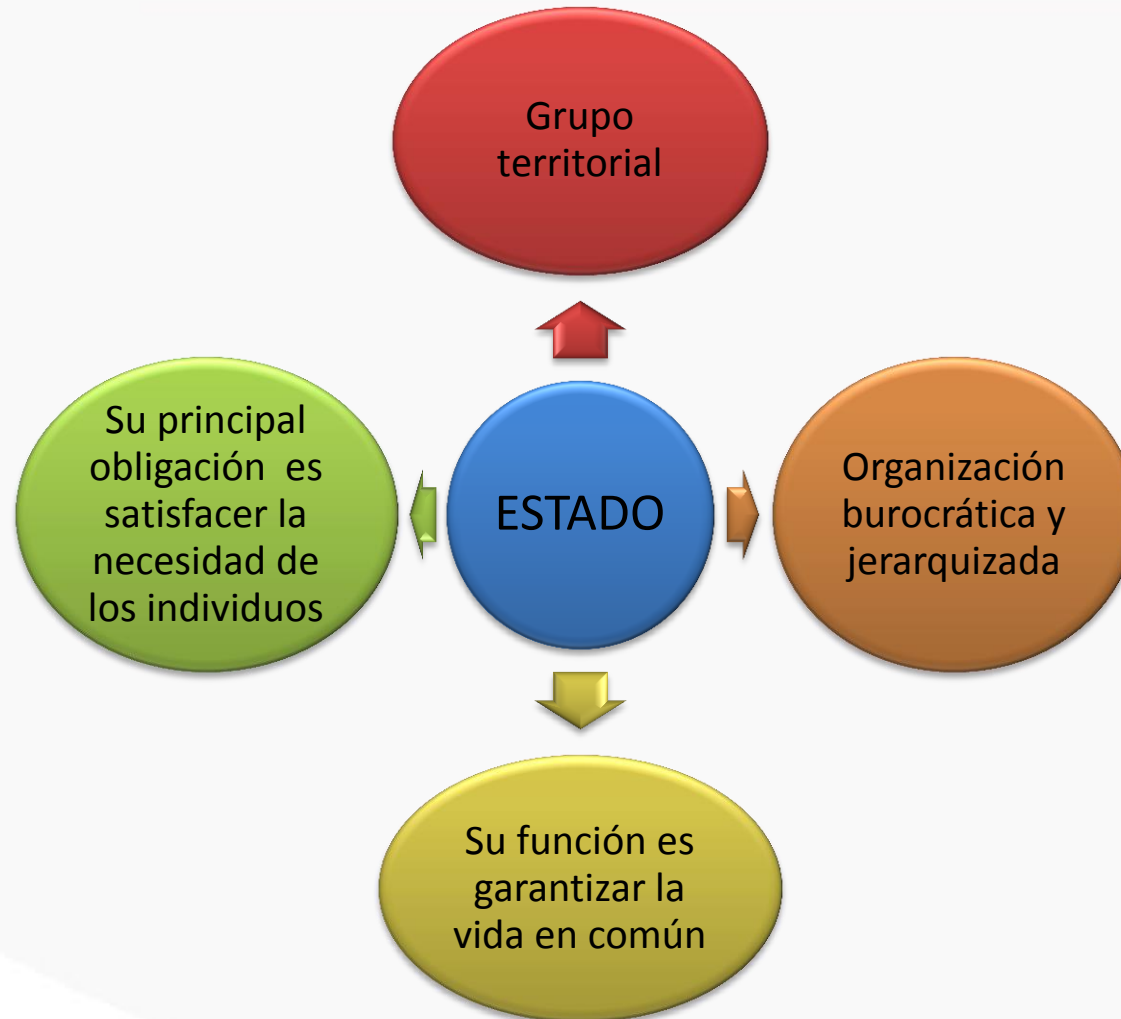 Grupo
territorial
Su principal
obligación es
satisfacer la
necesidad de
los individuos
ESTADO
Organización
burocrática y
jerarquizada
Su función es
garantizar la
vida en común